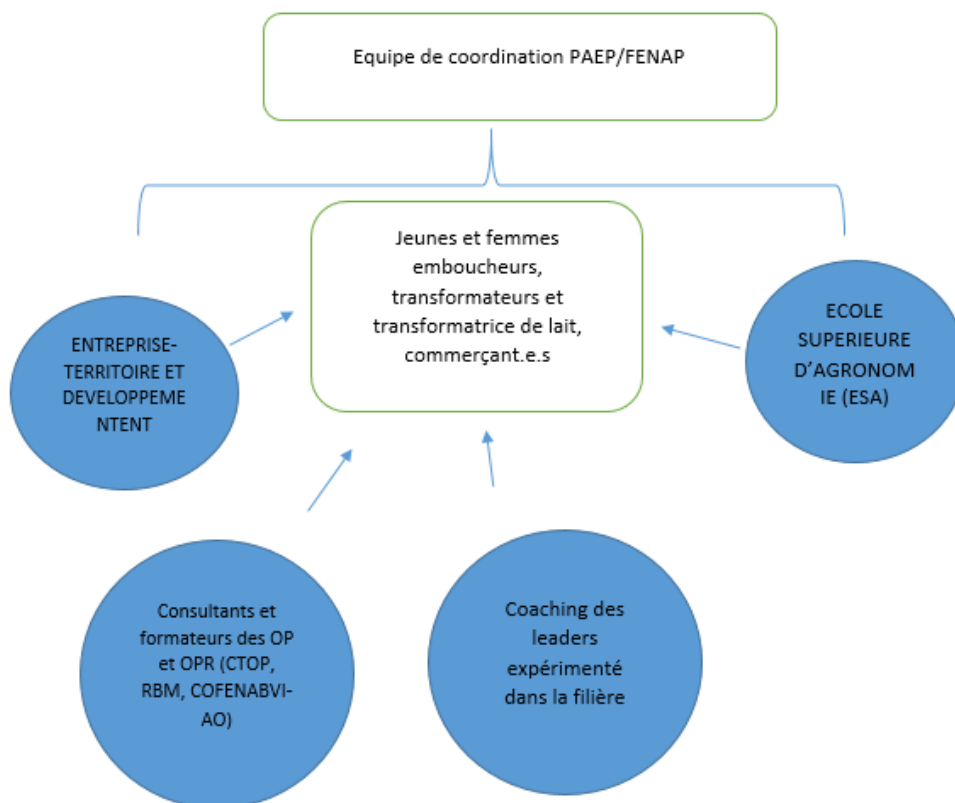 Equipe de coordination PAEP/FENAP
Jeunes et femmes
emboucheurs,
transformateurs et
transformatrice de lait,
commerçant.e.s
ENTREPRISE-
TERRITOIRE ET
DEVELOPPEME
NTENT
ECOLE
SUPERIEURE
D’AGRONOM
IE (ESA)
Consultants et
formateurs des OP
et OPR (CTOP,
RBM, COFENABVI-
AO)
Coaching des
leaders
expérimenté
dans la filière